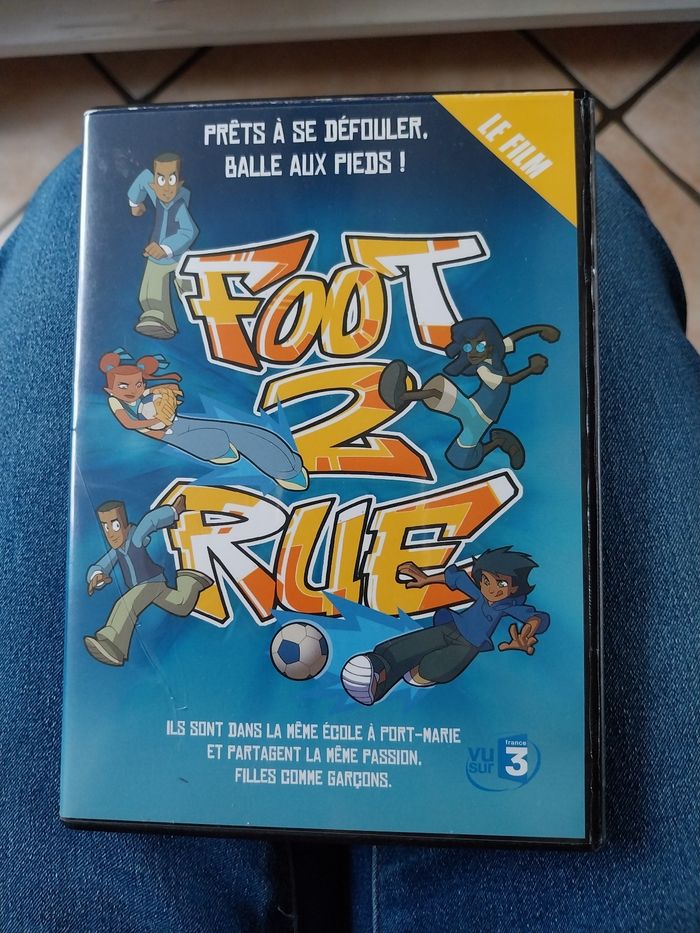 PRÊTS À SE DÉFOULER,
BALLE AUX PIEDS !
LE FILM
FOOT
2
RUE
ILS SONT DANS LA MÊME ÉCOLE À PORT-MARIE
ET PARTAGENT LA MÊME PASSION,
FILLES COMME GARÇONS.
vu
sur
france
3